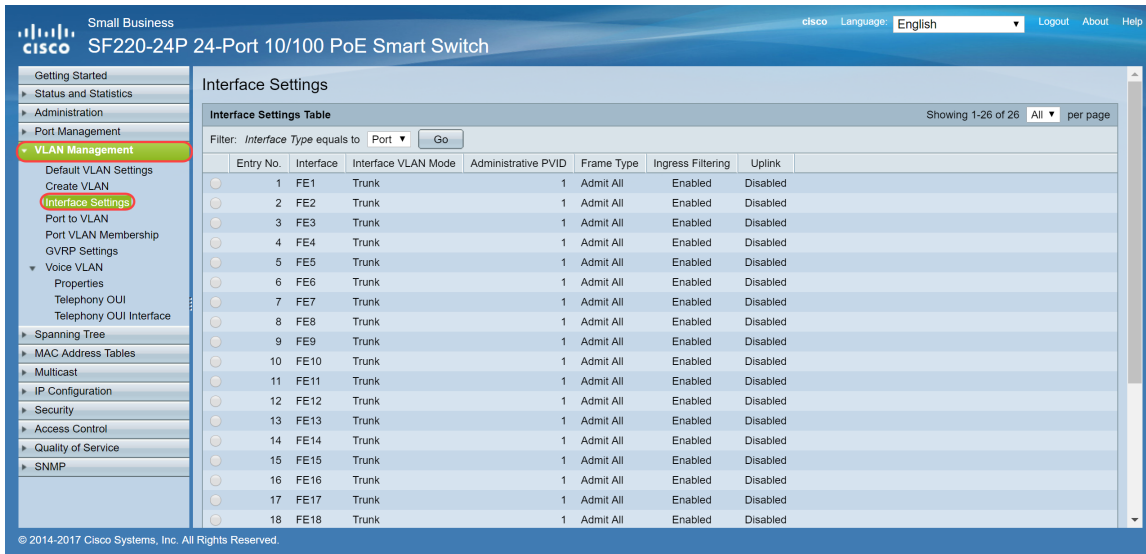 Small Business
cisco Language: English Logout About Help
CISCO SF220-24P 24-Port 10/100 PoE Smart Switch
Getting Started
Status and Statistics
Administration
Port Management
VLAN Management
Default VLAN Settings
Create VLAN
Interface Settings
Port to VLAN
Port VLAN Membership
GVRP Settings
Voice VLAN
Properties
Telephony OUI
Telephony OUI Interface
Spanning Tree
MAC Address Tables
Multicast
IP Configuration
Security
Access Control
Quality of Service
SNMP
Interface Settings
Interface Settings Table Showing 1-26 of 26 All per page
Filter: Interface Type equals to Port Go
Entry No. Interface Interface VLAN Mode Administrative PVID Frame Type Ingress Filtering Uplink
1 FE1 Trunk 1 Admit All Enabled Disabled
2 FE2 Trunk 1 Admit All Enabled Disabled
3 FE3 Trunk 1 Admit All Enabled Disabled
4 FE4 Trunk 1 Admit All Enabled Disabled
5 FE5 Trunk 1 Admit All Enabled Disabled
6 FE6 Trunk 1 Admit All Enabled Disabled
7 FE7 Trunk 1 Admit All Enabled Disabled
8 FE8 Trunk 1 Admit All Enabled Disabled
9 FE9 Trunk 1 Admit All Enabled Disabled
10 FE10 Trunk 1 Admit All Enabled Disabled
11 FE11 Trunk 1 Admit All Enabled Disabled
12 FE12 Trunk 1 Admit All Enabled Disabled
13 FE13 Trunk 1 Admit All Enabled Disabled
14 FE14 Trunk 1 Admit All Enabled Disabled
15 FE15 Trunk 1 Admit All Enabled Disabled
16 FE16 Trunk 1 Admit All Enabled Disabled
17 FE17 Trunk 1 Admit All Enabled Disabled
18 FE18 Trunk 1 Admit All Enabled Disabled
© 2014-2017 Cisco Systems, Inc. All Rights Reserved.